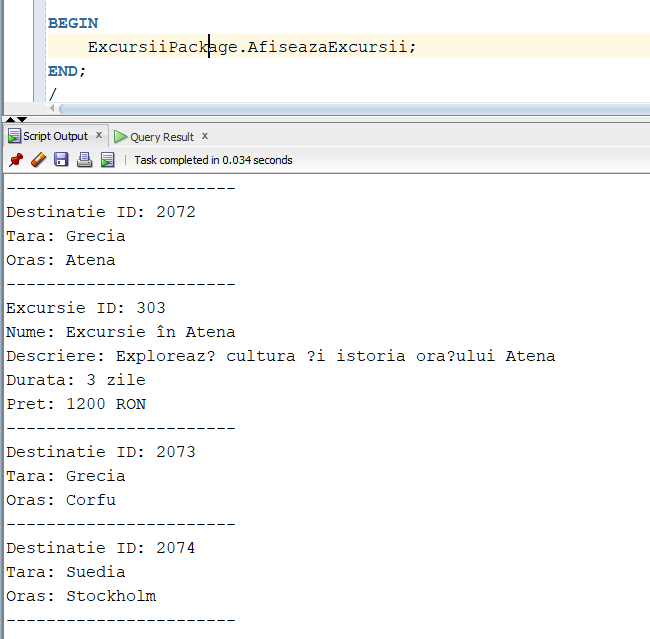 BEGIN
ExcursiiPackage.AfiseazaExcursii;
END;
/
Script Output x Query Result x
Task completed in 0.034 seconds
-----------------------
Destinatie ID: 2072
Tara: Grecia
Oras: Atena
-----------------------
Excursie ID: 303
Nume: Excursie în Atena
Descriere: Exploreaz? cultura ?i istoria ora?ului Atena
Durata: 3 zile
Pret: 1200 RON
-----------------------
Destinatie ID: 2073
Tara: Grecia
Oras: Corfu
-----------------------
Destinatie ID: 2074
Tara: Suedia
Oras: Stockholm
-----------------------